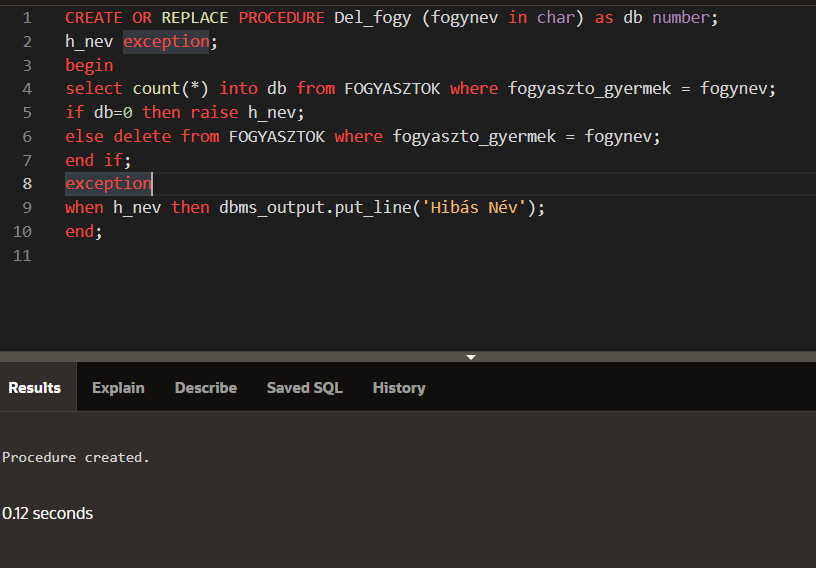 1 CREATE OR REPLACE PROCEDURE Del_fogy (fogynev in char) as db number;
2 h_nev exception;
3 begin
4 select count(*) into db from FOGYASZTOK where fogyaszto_gyermek = fogynev;
5 if db=0 then raise h_nev;
6 else delete from FOGYASZTOK where fogyaszto_gyermek = fogynev;
7 end if;
8 exception
9 when h_nev then dbms_output.put_line('Hibás Név');
10 end;
11
Results Explain Describe Saved SQL History
Procedure created.
0.12 seconds